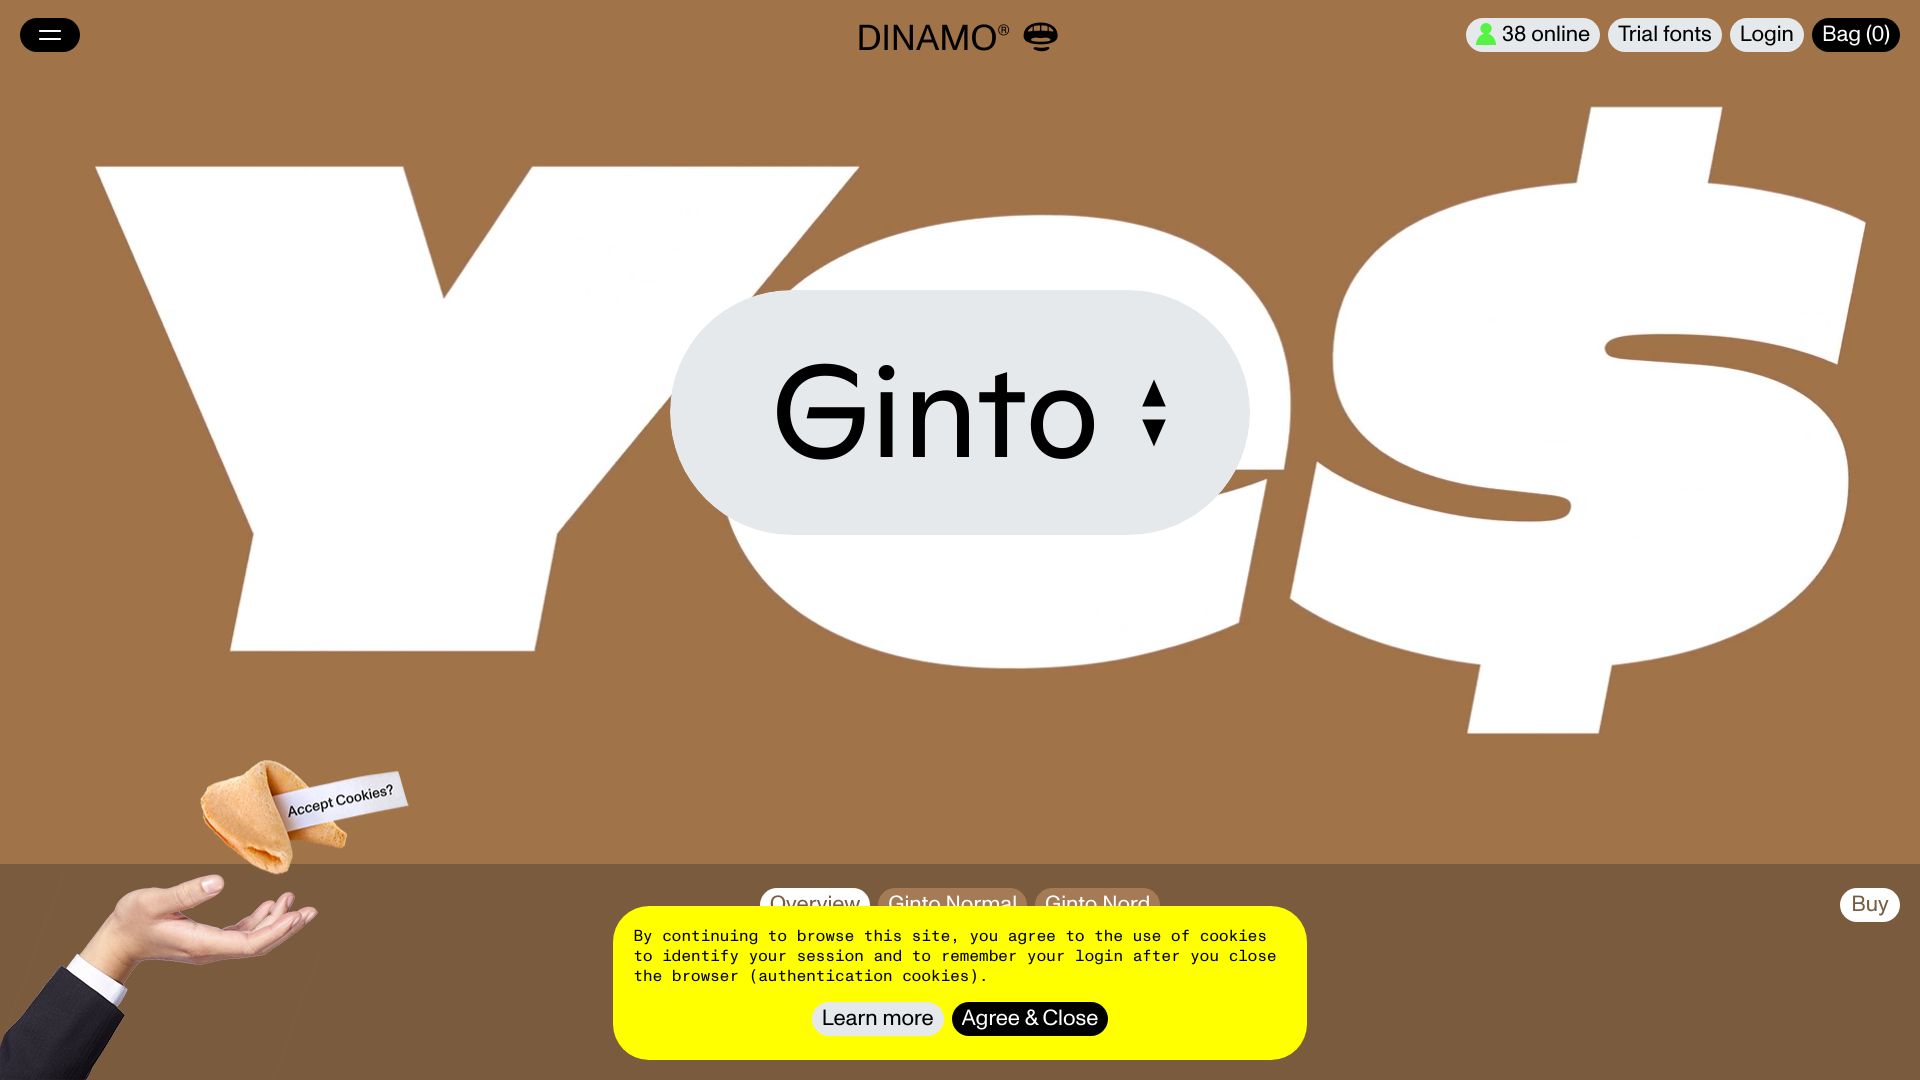 DINAMO®
38 online
Trial fonts
Login
Bag (0)
Ye$
Ginto
Accept Cookies?
Overview
Ginto Normal
Ginto Nord
Buy
By continuing to browse this site, you agree to the use of cookies
to identify your session and to remember your login after you close
the browser (authentication cookies).
Learn more
Agree & Close